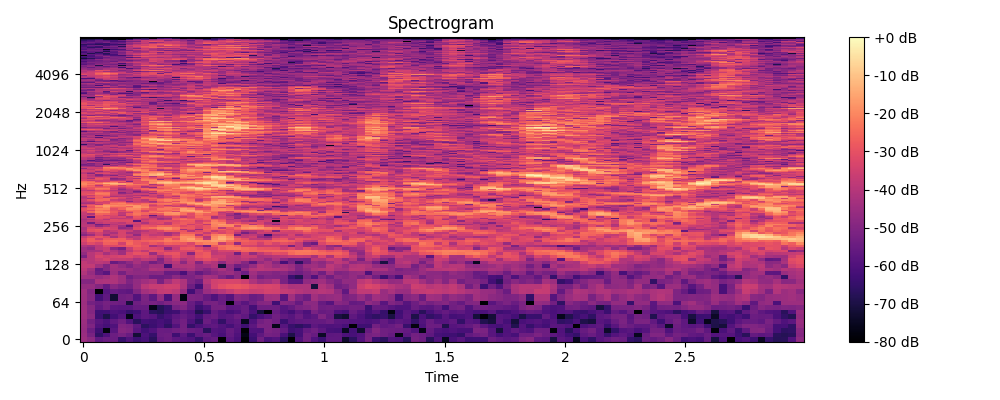 Spectrogram
Hz
4096
2048
1024
512
256
128
64
0
0
0.5
1
1.5
2
2.5
Time
+0 dB
-10 dB
-20 dB
-30 dB
-40 dB
-50 dB
-60 dB
-70 dB
-80 dB